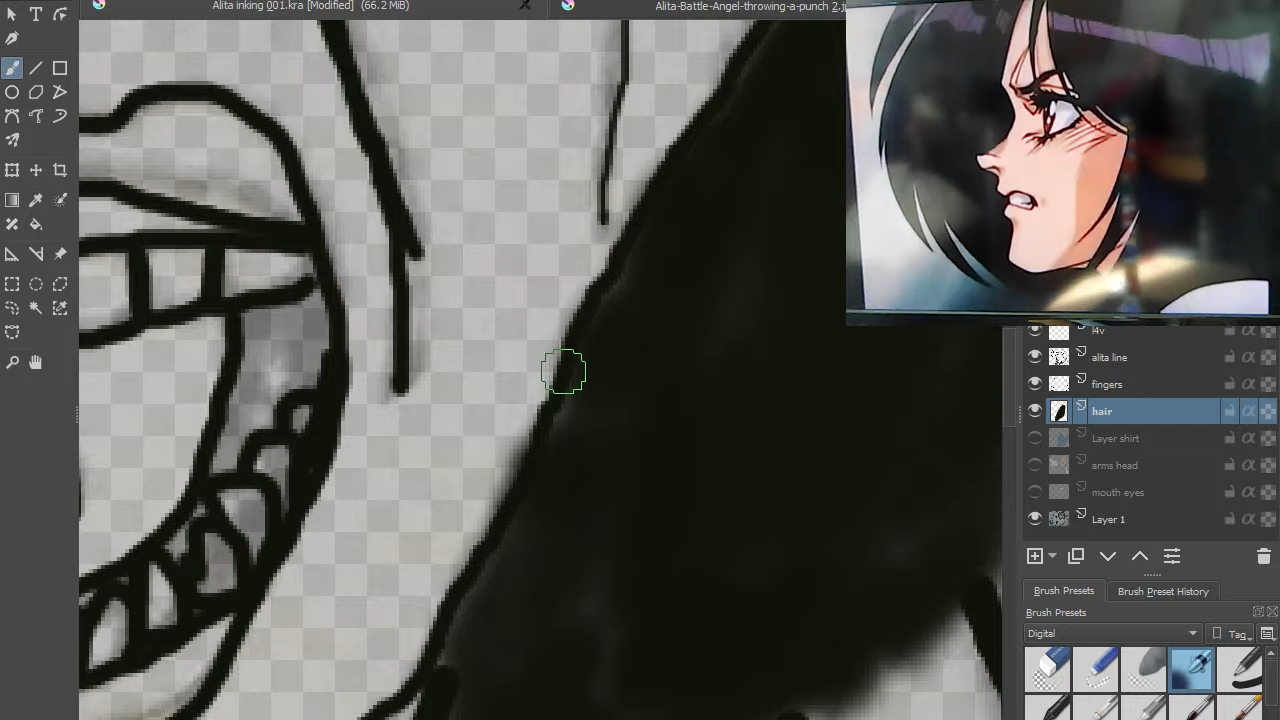 Alita inking 001.kra [Modified] (66.2 MiB)
Alita-Battle-Angel-throwing-a-punch 2.j
l4v
alita line
fingers
hair
Layer shirt
arms head
mouth eyes
Layer 1
Brush Presets
Brush Preset History
Brush Presets
Digital
Tag